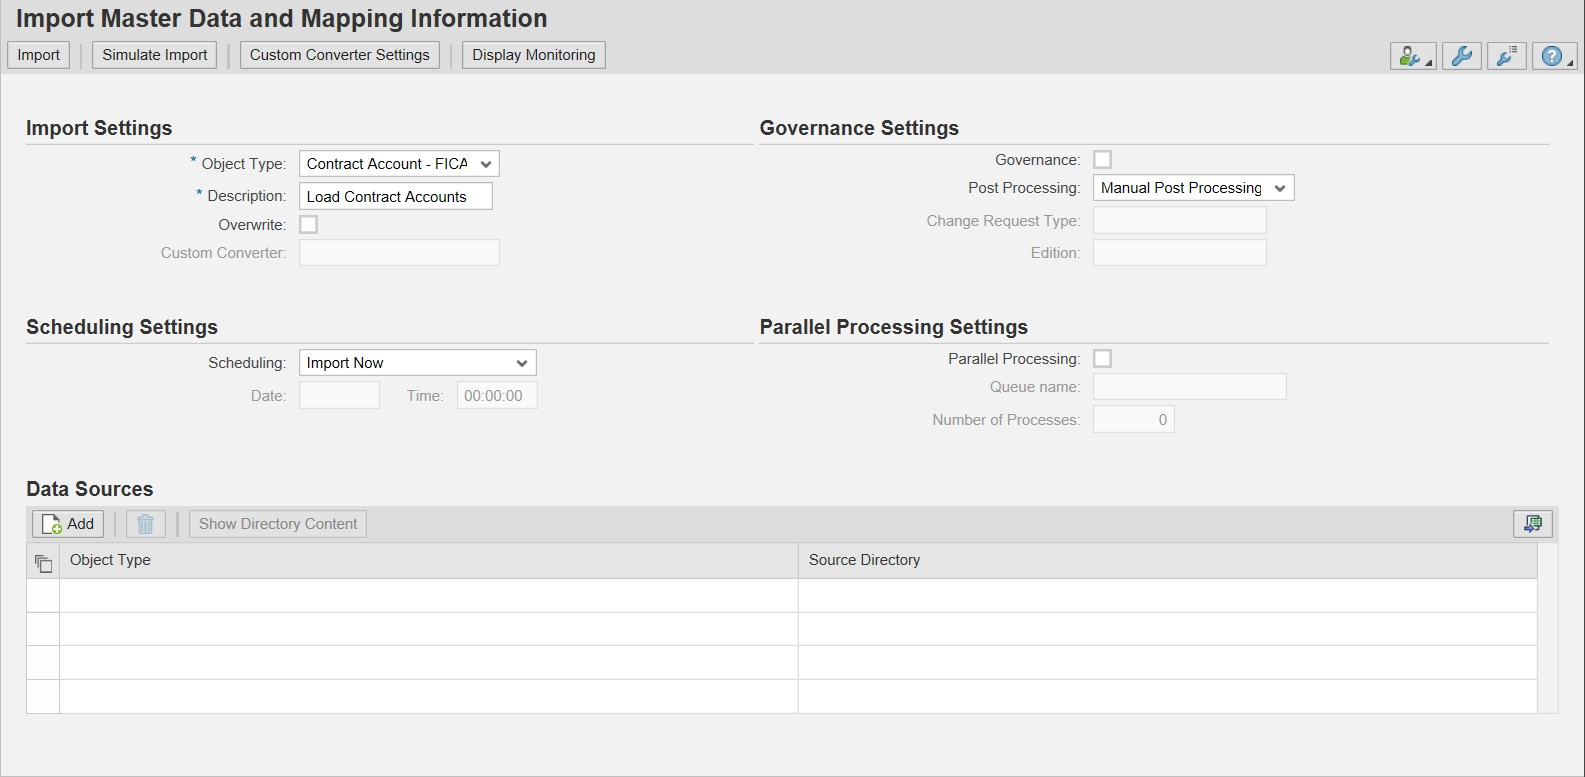 Import Master Data and Mapping Information
Import Simulate Import Custom Converter Settings Display Monitoring
Import Settings
* Object Type: Contract Account - FICA
* Description: Load Contract Accounts
Overwrite:
Custom Converter:
Governance Settings
Governance:
Post Processing: Manual Post Processing
Change Request Type:
Edition:
Scheduling Settings
Scheduling: Import Now
Date: Time: 00:00:00
Parallel Processing Settings
Parallel Processing:
Queue name:
Number of Processes: 0
Data Sources
Add Show Directory Content
Object Type Source Directory